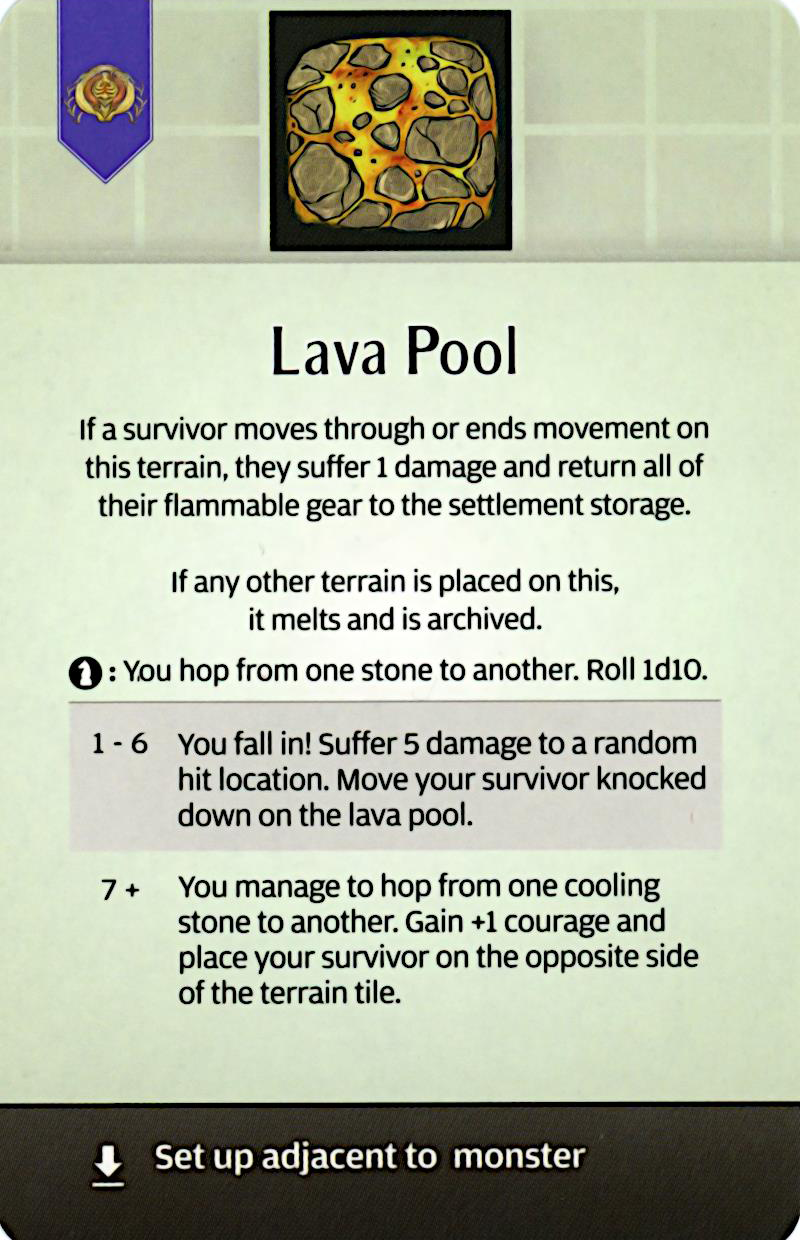 Lava Pool
If a survivor moves through or ends movement on
this terrain, they suffer 1 damage and return all of
their flammable gear to the settlement storage.
If any other terrain is placed on this,
it melts and is archived.
: You hop from one stone to another. Roll 1d10.
1 - 6 You fall in! Suffer 5 damage to a random
hit location. Move your survivor knocked
down on the lava pool.
7 + You manage to hop from one cooling
stone to another. Gain +1 courage and
place your survivor on the opposite side
of the terrain tile.
Set up adjacent to monster